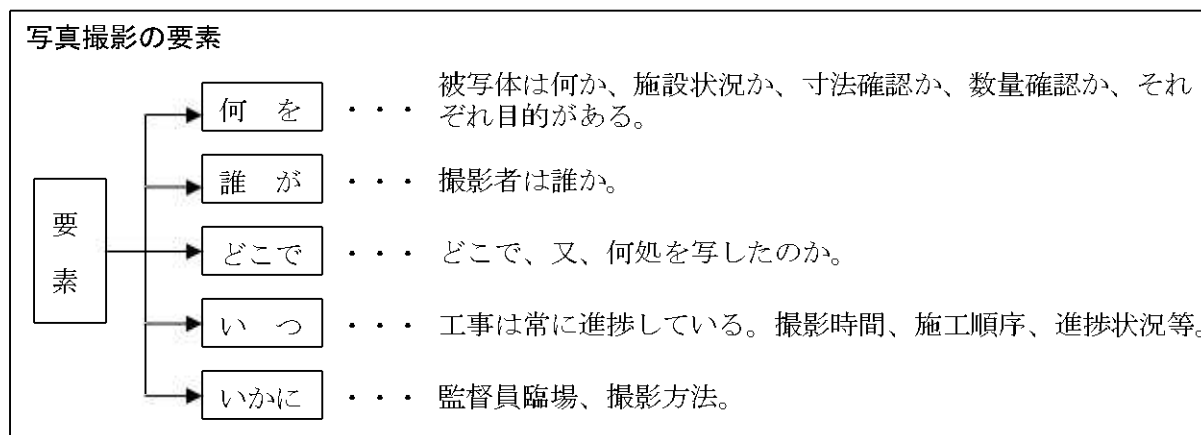 写真撮影の要素
要素
何 を ・・・ 被写体は何か、施設状況か、寸法確認か、数量確認か、それ
ぞれ目的がある。
誰 が ・・・ 撮影者は誰か。
どこで ・・・ どこで、又、何処を写したのか。
い つ ・・・ 工事は常に進捗している。撮影時間、施工順序、進捗状況等。
いかに ・・・ 監督員臨場、撮影方法。